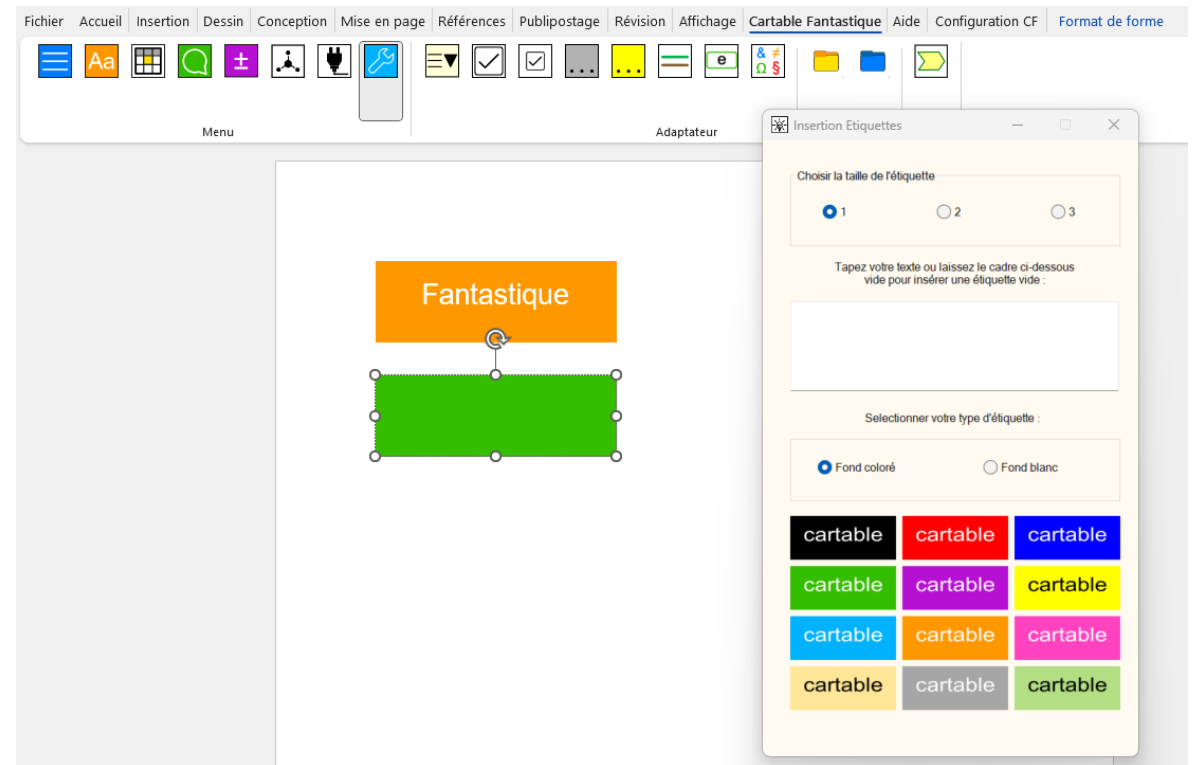 Fichier Accueil Insertion Dessin Conception Mise en page Références Publipostage Révision Affichage Cartable Fantastique Aide Configuration CF Format de forme
Aa ± ... ... e & ≠ Ω §
Menu Adaptateur
Insertion Etiquettes
Choisir la taille de l'étiquette
1 2 3
Tapez votre texte ou laissez le cadre ci-dessous
vide pour insérer une étiquette vide :
Fantastique
Selectionner votre type d'étiquette :
Fond coloré Fond blanc
cartable cartable cartable
cartable cartable cartable
cartable cartable cartable
cartable cartable cartable